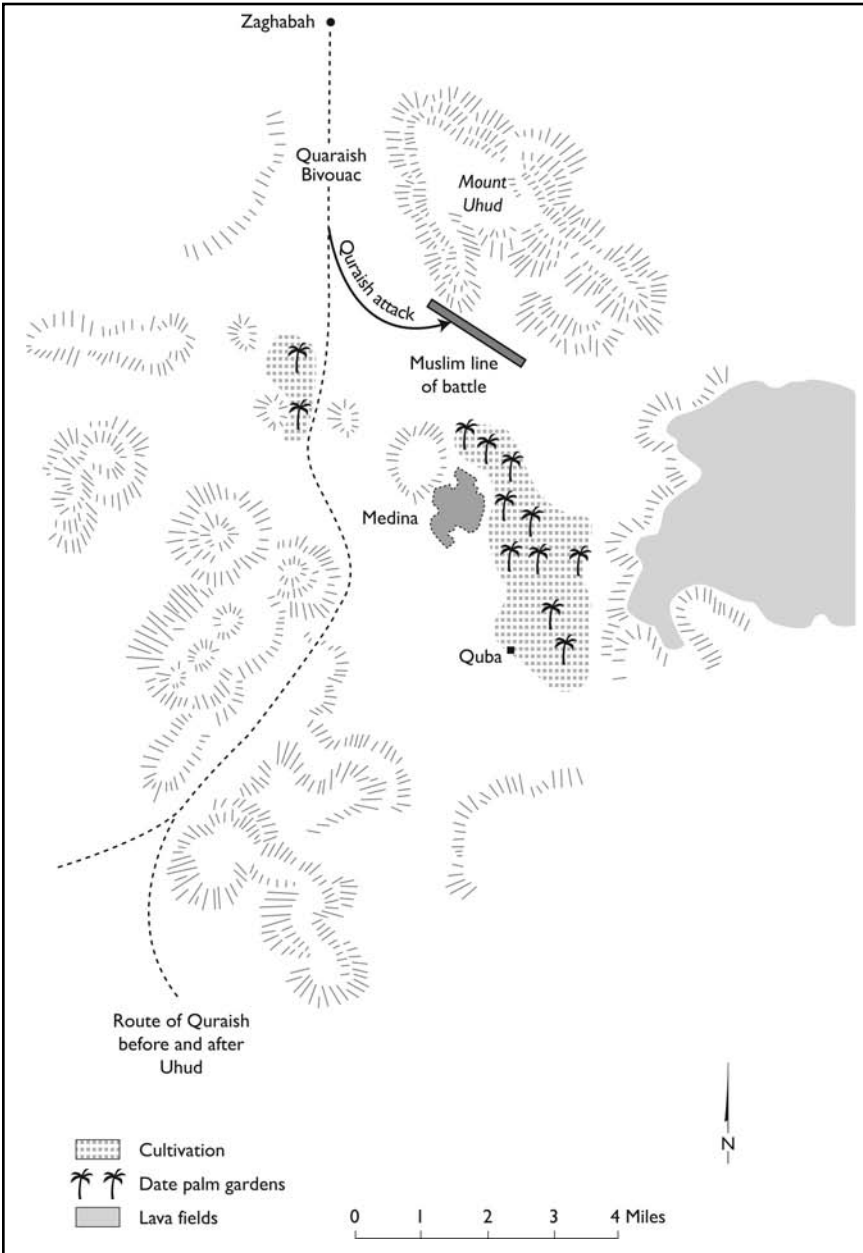 Zaghabah
Quaraish
Bivouac
Mount
Uhud
Quraish attack
Muslim line
of battle
Medina
Quba
Route of Quraish
before and after
Uhud
N
Cultivation
Date palm gardens
Lava fields
0 1 2 3 4 Miles